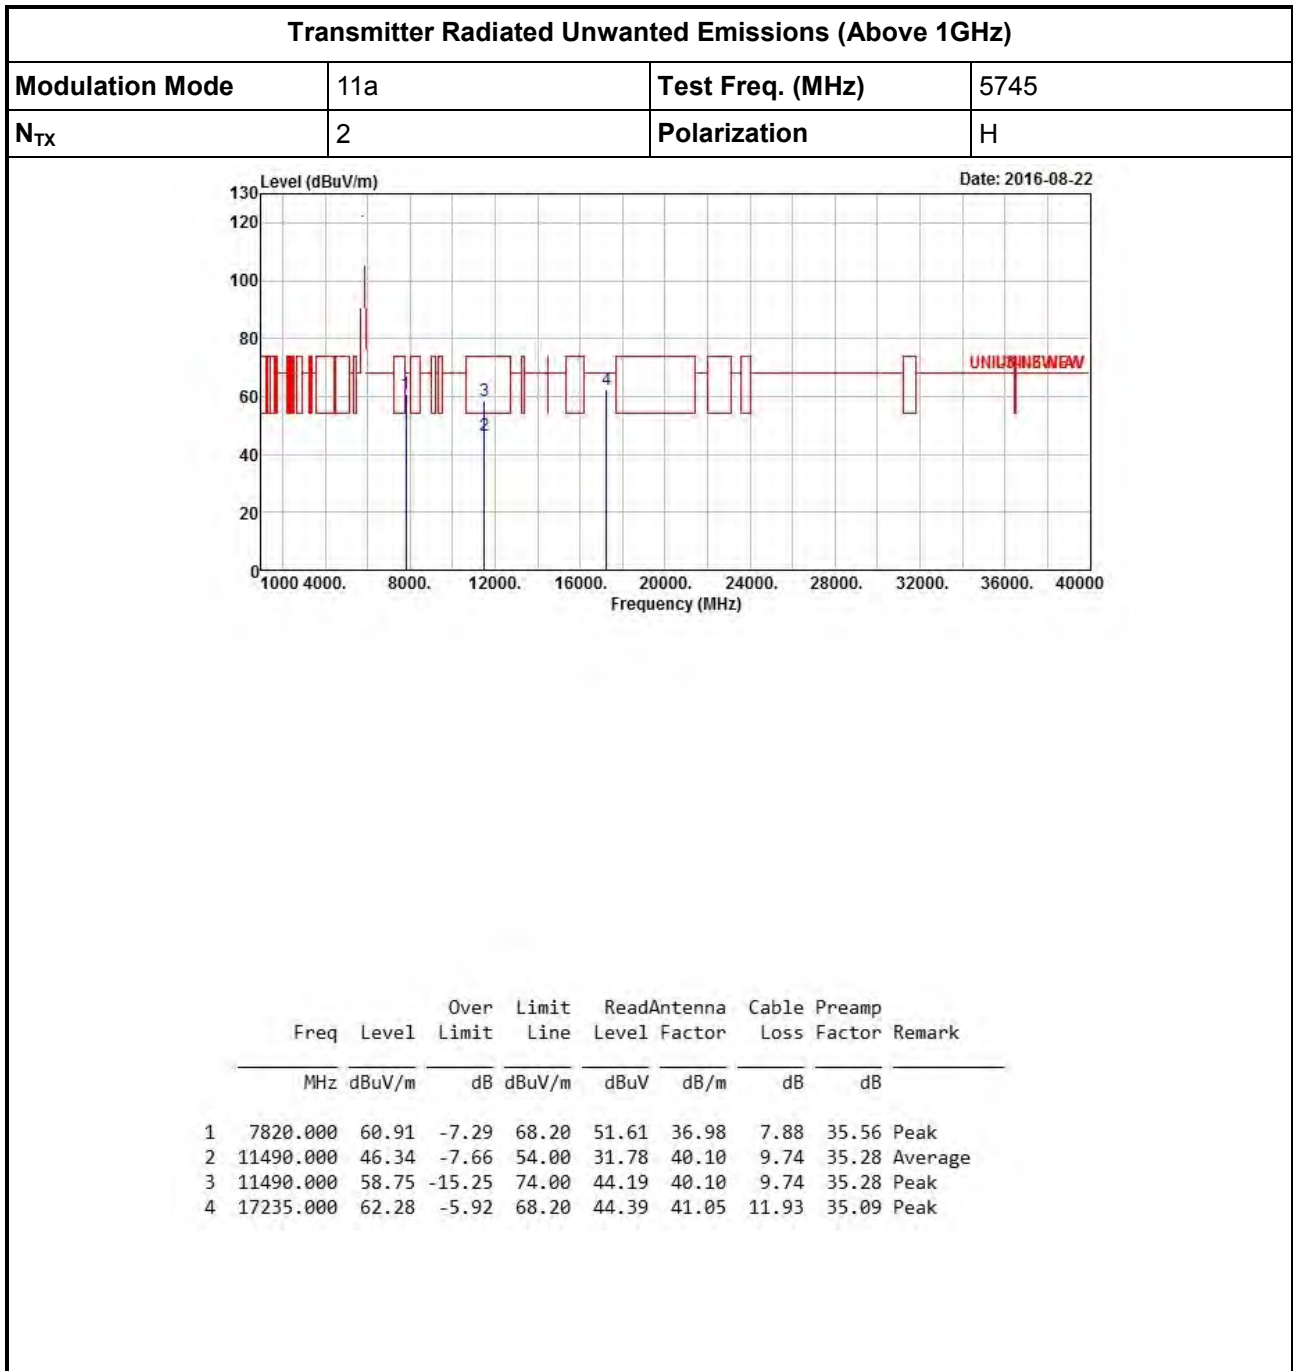 Transmitter Radiated Unwanted Emissions (Above 1GHz)
Modulation Mode 11a Test Freq. (MHz) 5745
NTX 2 Polarization H
Level (dBuV/m) Date: 2016-08-22
130
120
100
80
60
40
20
0
1
3
2
4
1000 4000. 8000. 12000. 16000. 20000. 24000. 28000. 32000. 36000. 40000
Frequency (MHz)
Over Limit ReadAntenna Cable Preamp
Freq Level Limit Line Level Factor Loss Factor Remark
MHz dBuV/m dB dBuV/m dBuV dB/m dB dB
1 7820.000 60.91 -7.29 68.20 51.61 36.98 7.88 35.56 Peak
2 11490.000 46.34 -7.66 54.00 31.78 40.10 9.74 35.28 Average
3 11490.000 58.75 -15.25 74.00 44.19 40.10 9.74 35.28 Peak
4 17235.000 62.28 -5.92 68.20 44.39 41.05 11.93 35.09 Peak